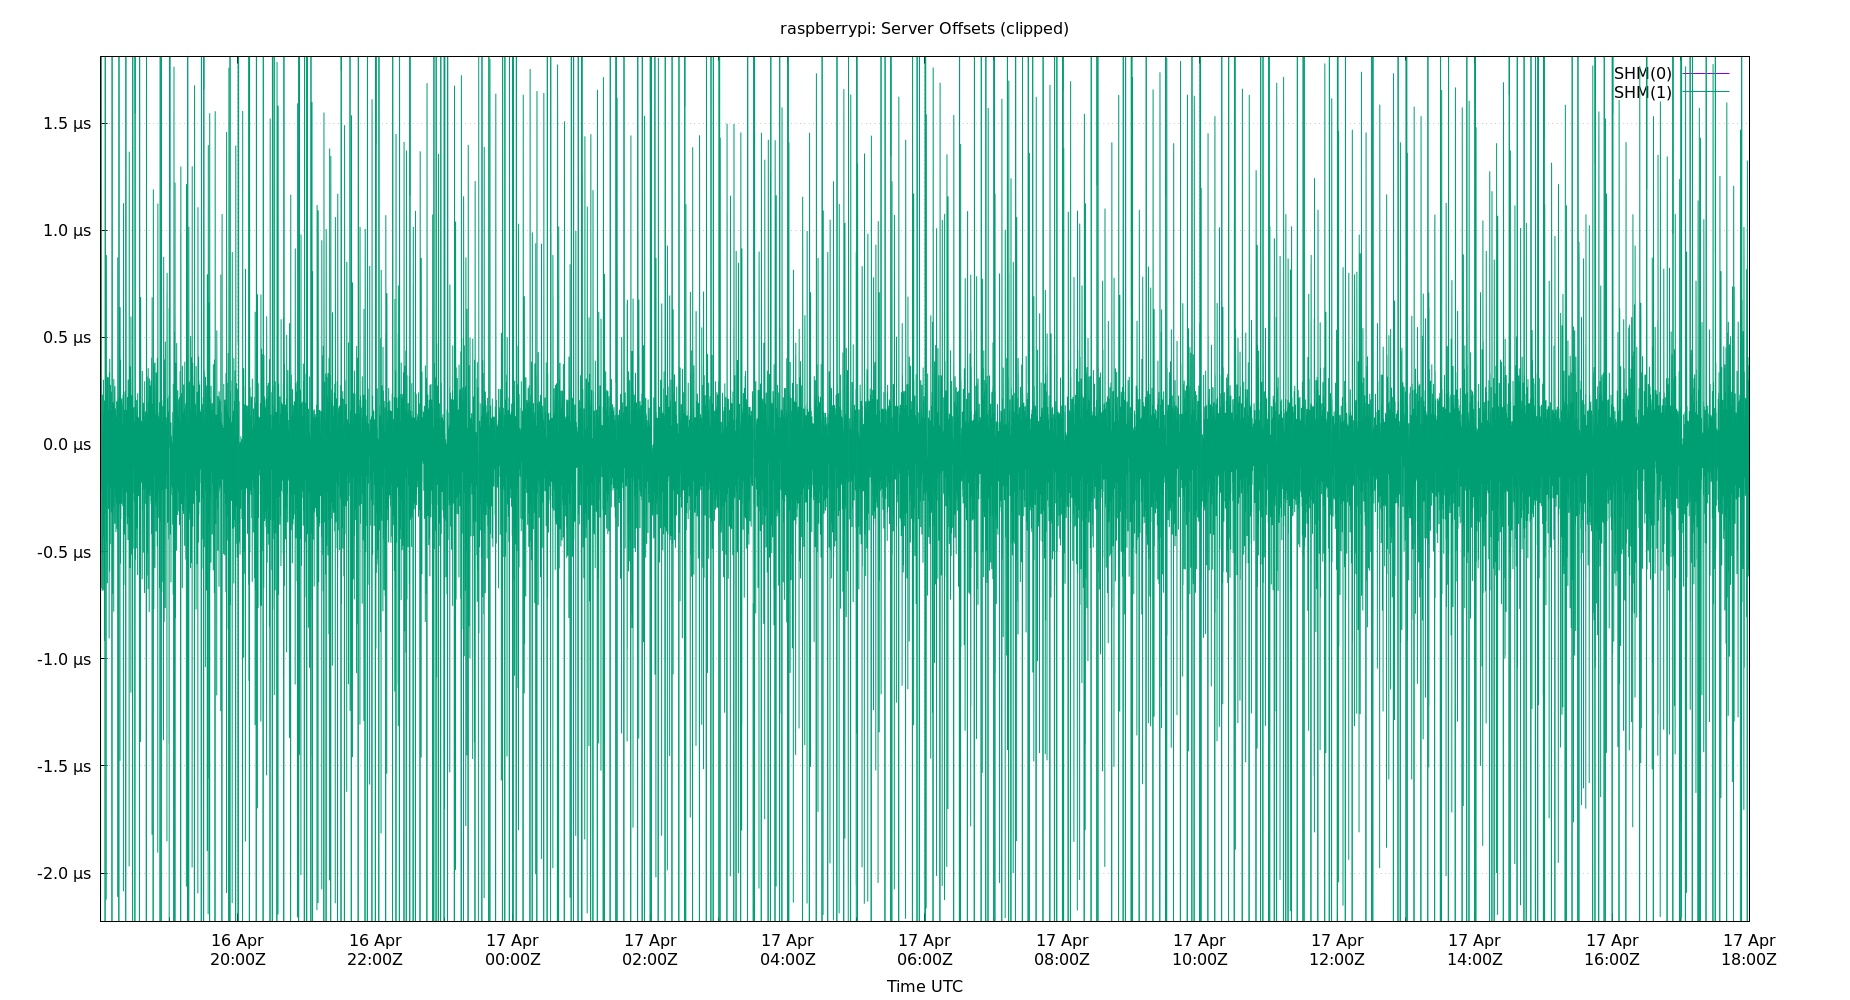 raspberrypi: Server Offsets (clipped)
SHM(0)
SHM(1)
1.5 µs
1.0 µs
0.5 µs
0.0 µs
-0.5 µs
-1.0 µs
-1.5 µs
-2.0 µs
16 Apr 16 Apr 17 Apr 17 Apr 17 Apr 17 Apr 17 Apr 17 Apr 17 Apr 17 Apr 17 Apr 17 Apr
20:00Z 22:00Z 00:00Z 02:00Z 04:00Z 06:00Z 08:00Z 10:00Z 12:00Z 14:00Z 16:00Z 18:00Z
Time UTC